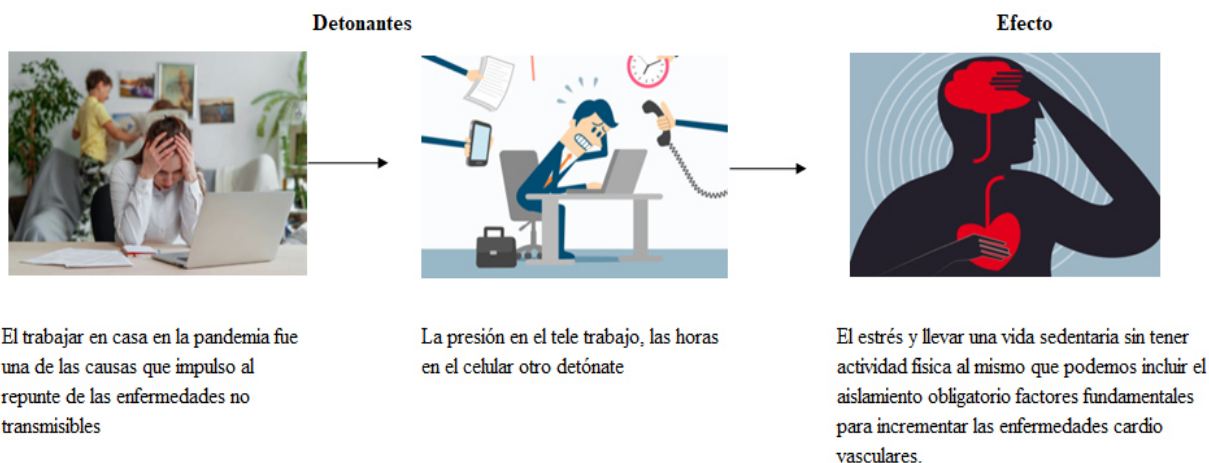 Detonantes
Efecto
El trabajar en casa en la pandemia fue
una de las causas que impulso al
repunte de las enfermedades no
transmisibles
La presión en el tele trabajo, las horas
en el celular otro detónate
El estrés y llevar una vida sedentaria sin tener
actividad física al mismo que podemos incluir el
aislamiento obligatorio factores fundamentales
para incrementar las enfermedades cardio
vasculares.